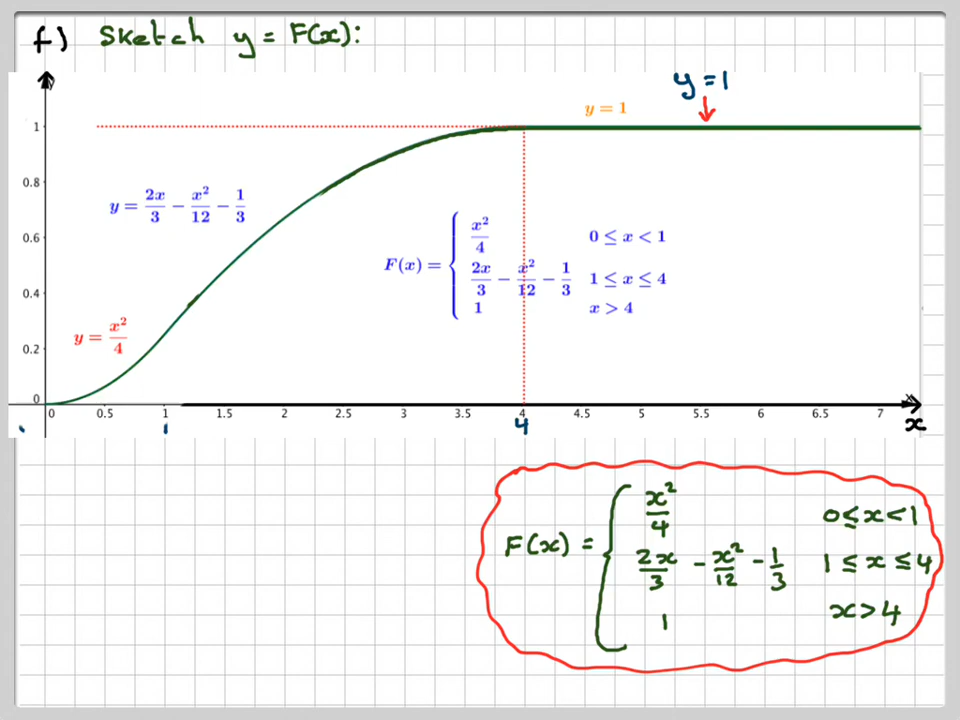 f) Sketch y = F(x):
y
y = 1
y = 1
1
0.8
y = 2x/3 − x²/12 − 1/3
0.6
F(x) = { x²/4 0 ≤ x < 1
2x/3 − x²/12 − 1/3 1 ≤ x ≤ 4
1 x > 4
0.4
y = x²/4
0.2
0
0 0.5 1 1.5 2 2.5 3 3.5 4 4.5 5 5.5 6 6.5 7 x
1 4 x
F(x) = { x²/4 0 ≤ x < 1
2x/3 − x²/12 − 1/3 1 ≤ x ≤ 4
1 x > 4